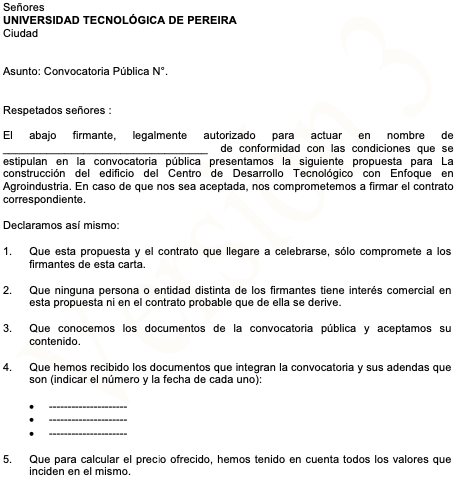 Señores
UNIVERSIDAD TECNOLÓGICA DE PEREIRA
Ciudad
Asunto: Convocatoria Pública N°.
Respetados señores :
El abajo firmante, legalmente autorizado para actuar en nombre de
__________________________________ de conformidad con las condiciones que se
estipulan en la convocatoria pública presentamos la siguiente propuesta para La
construcción del edificio del Centro de Desarrollo Tecnológico con Enfoque en
Agroindustria. En caso de que nos sea aceptada, nos comprometemos a firmar el contrato
correspondiente.
Declaramos así mismo:
1. Que esta propuesta y el contrato que llegare a celebrarse, sólo compromete a los
firmantes de esta carta.
2. Que ninguna persona o entidad distinta de los firmantes tiene interés comercial en
esta propuesta ni en el contrato probable que de ella se derive.
3. Que conocemos los documentos de la convocatoria pública y aceptamos su
contenido.
4. Que hemos recibido los documentos que integran la convocatoria y sus adendas que
son (indicar el número y la fecha de cada uno):
• ---------------------
• ---------------------
• ---------------------
5. Que para calcular el precio ofrecido, hemos tenido en cuenta todos los valores que
inciden en el mismo.
Versión 3